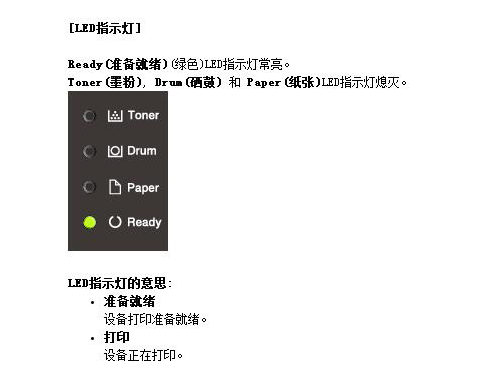 [LED指示灯]
Ready(准备就绪)(绿色)LED指示灯常亮。
Toner(墨粉), Drum(硒鼓) 和 Paper(纸张)LED指示灯熄灭。
Toner
Drum
Paper
Ready
LED指示灯的意思:
• 准备就绪
设备打印准备就绪。
• 打印
设备正在打印。